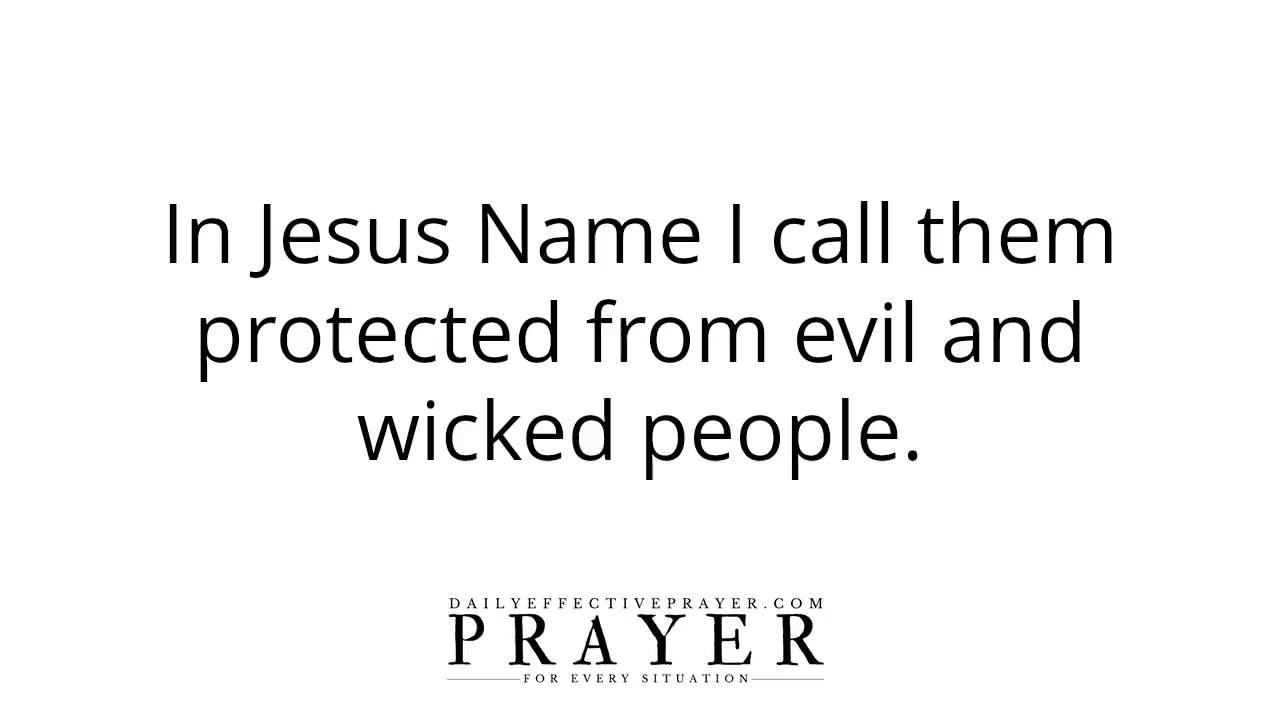 In Jesus Name I call them
protected from evil and
wicked people.
DAILYEFFECTIVEPRAYER.COM
PRAYER
FOR EVERY SITUATION